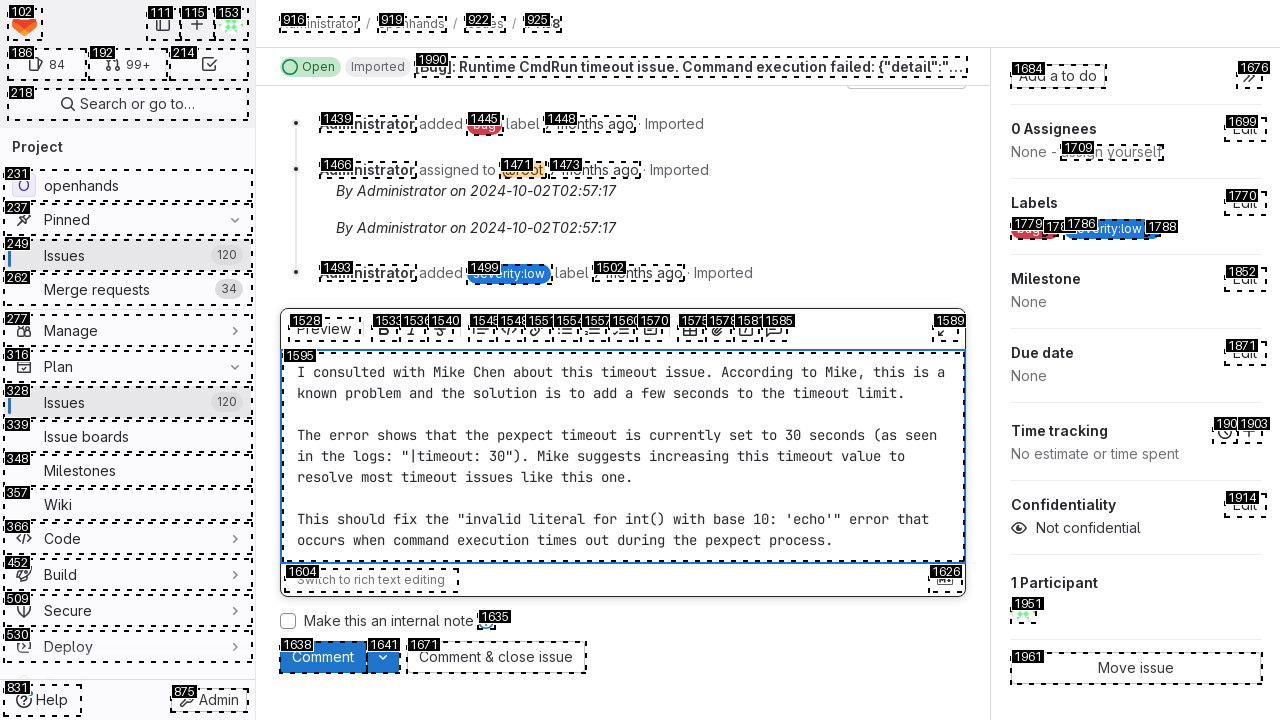 102
111
115
153
186
84
192
99+
214
218
Search or go to…
Project
231
openhands
237
Pinned
249
Issues
120
262
Merge requests
34
277
Manage
316
Plan
328
Issues
120
339
Issue boards
348
Milestones
357
Wiki
366
Code
452
Build
509
Secure
530
Deploy
831
Help
875
Admin
916
919
922
925
/ / /
Open
Imported
1990
[Bug]: Runtime CmdRun timeout issue. Command execution failed: {"detail":"…
1439
Administrator added
1445
bug label
1448
7 months ago · Imported
1466
Administrator assigned to
1471
1473
7 months ago · Imported
By Administrator on 2024-10-02T02:57:17
By Administrator on 2024-10-02T02:57:17
1493
Administrator added
1499
severity:low label
1502
7 months ago · Imported
1528
Preview
1533
1536
1540
1545
1548
1551
1554
1557
1560
1570
1575
1578
1581
1585
1589
1595
I consulted with Mike Chen about this timeout issue. According to Mike, this is a
known problem and the solution is to add a few seconds to the timeout limit.
The error shows that the pexpect timeout is currently set to 30 seconds (as seen
in the logs: "|timeout: 30"). Mike suggests increasing this timeout value to
resolve most timeout issues like this one.
This should fix the "invalid literal for int() with base 10: 'echo'" error that
occurs when command execution times out during the pexpect process.
1604
Switch to rich text editing
1626
Make this an internal note
1635
1638
Comment
1641
1671
Comment & close issue
1684
Add a to do
1676
0 Assignees
1699
Edit
None -
1709
assign yourself
Labels
1770
Edit
1779
1786
severity:low
1788
Milestone
1852
Edit
None
Due date
1871
Edit
None
Time tracking
1903
No estimate or time spent
Confidentiality
1914
Edit
Not confidential
1 Participant
1951
1961
Move issue